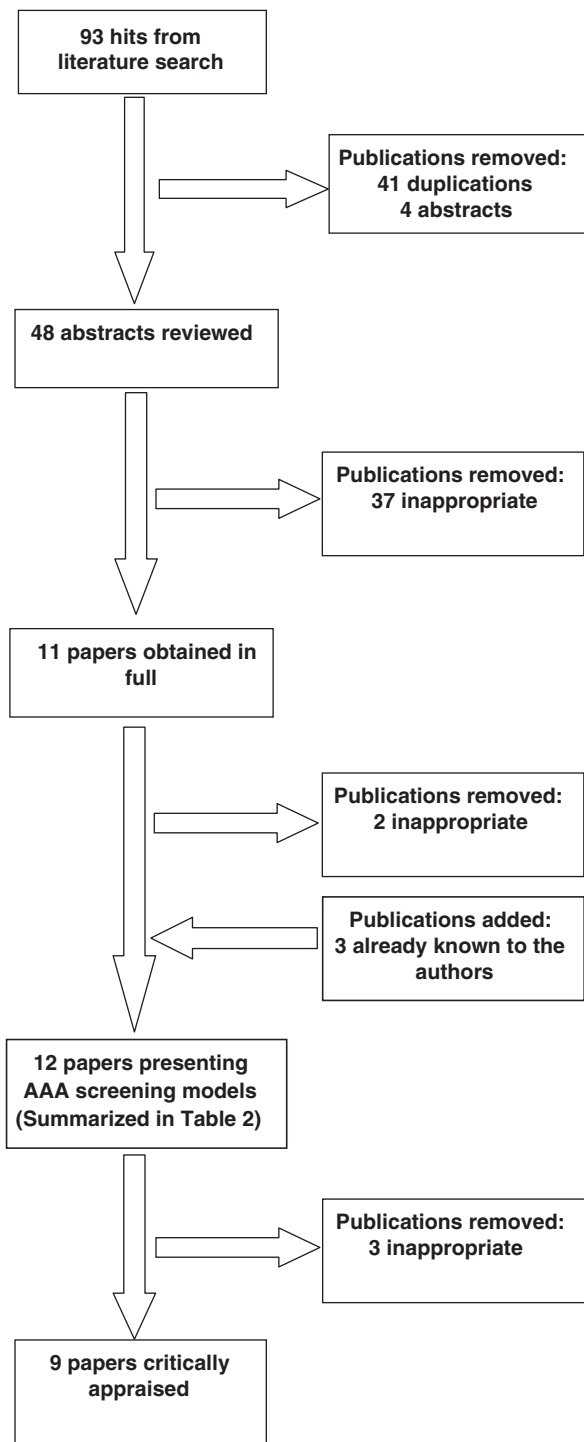 93 hits from
literature search
Publications removed:
41 duplications
4 abstracts
48 abstracts reviewed
Publications removed:
37 inappropriate
11 papers obtained in
full
Publications removed:
2 inappropriate
Publications added:
3 already known to the
authors
12 papers presenting
AAA screening models
(Summarized in Table 2)
Publications removed:
3 inappropriate
9 papers critically
appraised